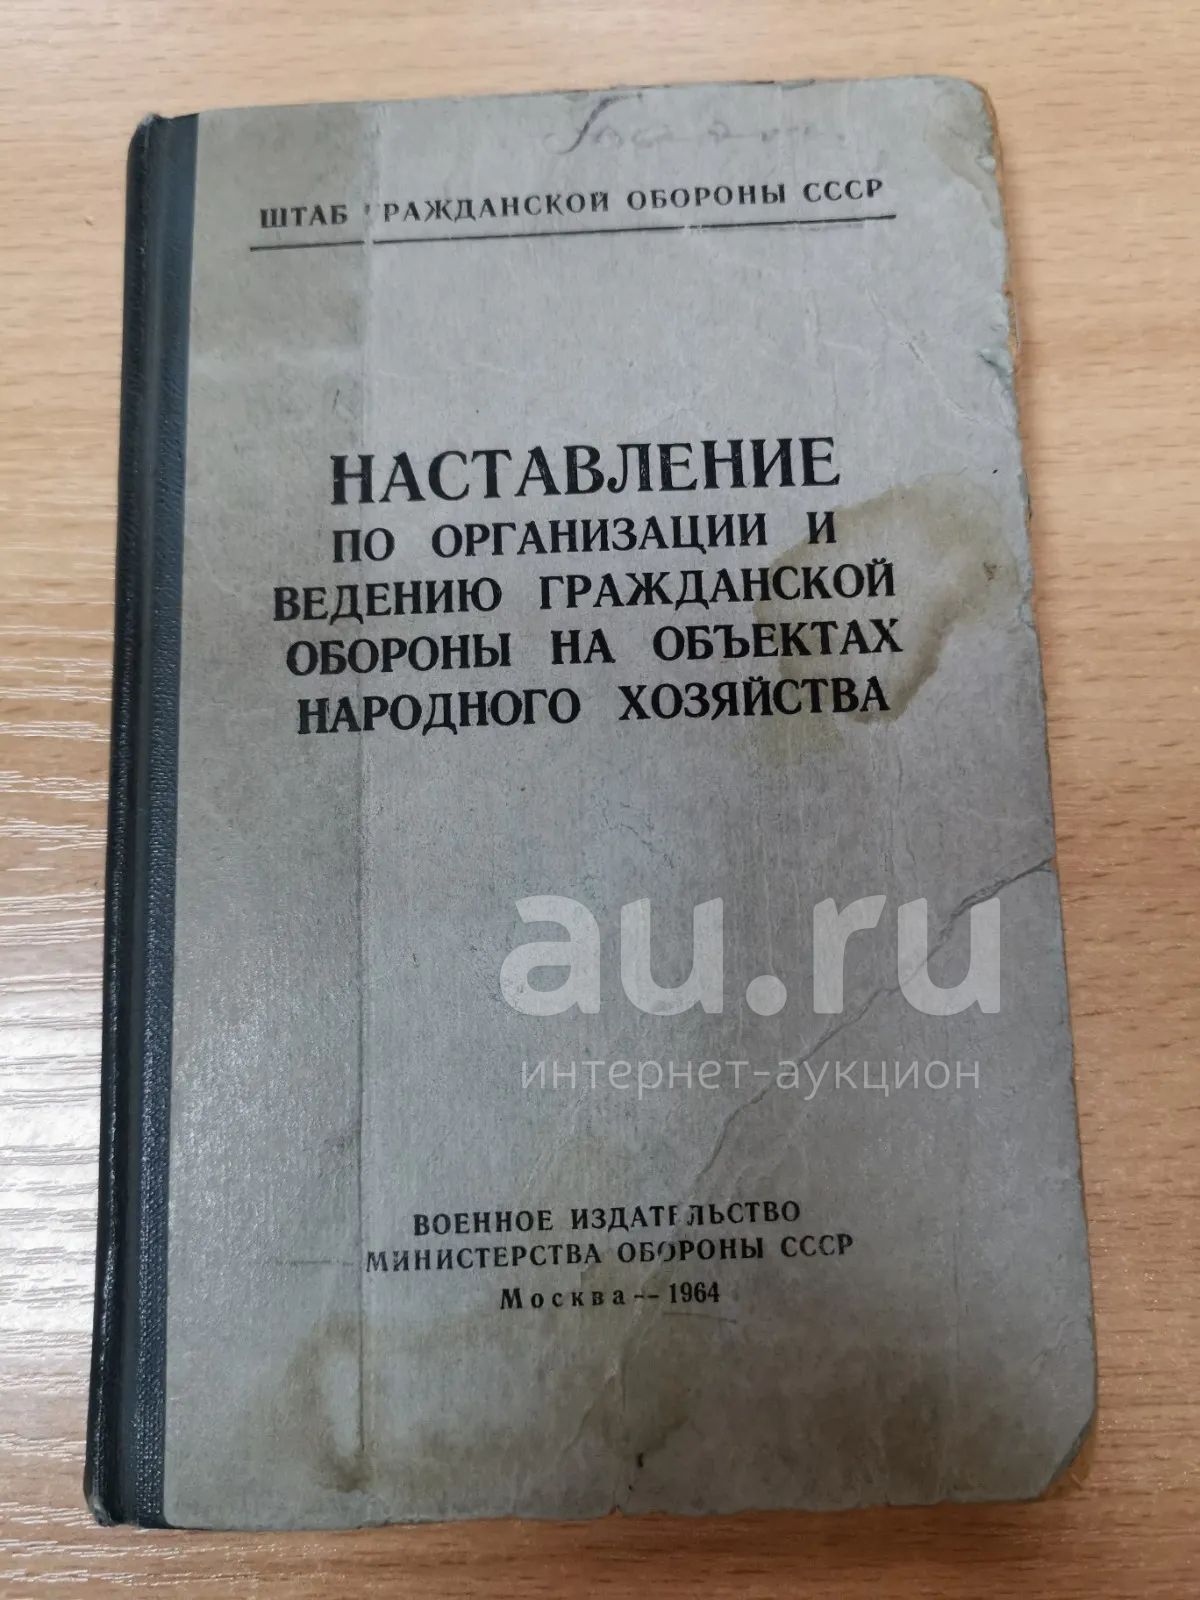 ШТАБ ГРАЖДАНСКОЙ ОБОРОНЫ СССР
НАСТАВЛЕНИЕ
ПО ОРГАНИЗАЦИИ И
ВЕДЕНИЮ ГРАЖДАНСКОЙ
ОБОРОНЫ НА ОБЪЕКТАХ
НАРОДНОГО ХОЗЯЙСТВА
au.ru
интернет-аукцион
ВОЕННОЕ ИЗДАТЕЛЬСТВО
МИНИСТЕРСТВА ОБОРОНЫ СССР
Москва — 1964